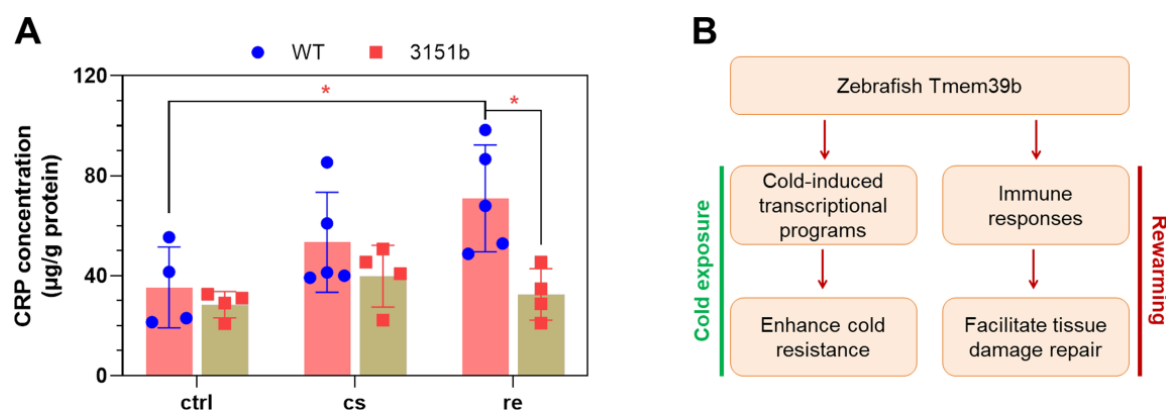 A
WT 3151b
CRP concentration
(µg/g protein)
120
80
40
0
*
*
ctrl cs re
B
Zebrafish Tmem39b
Cold exposure
Cold-induced
transcriptional
programs
Immune
responses
Enhance cold
resistance
Facilitate tissue
damage repair
Rewarming